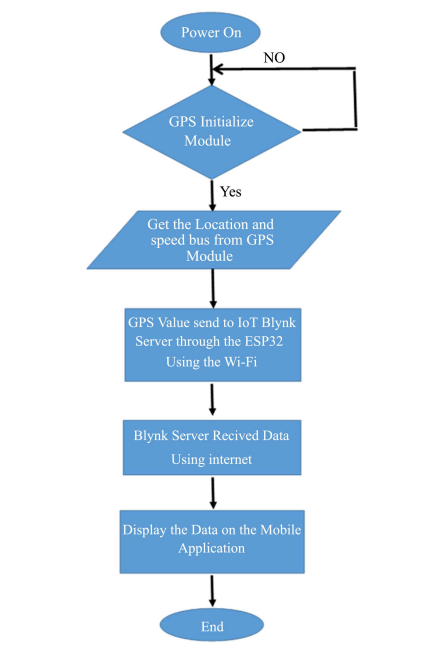 Power On
NO
GPS Initialize
Module
Yes
Get the Location and
speed bus from GPS
Module
GPS Value send to IoT Blynk
Server through the ESP32
Using the Wi-Fi
Blynk Server Recived Data
Using internet
Display the Data on the Mobile
Application
End